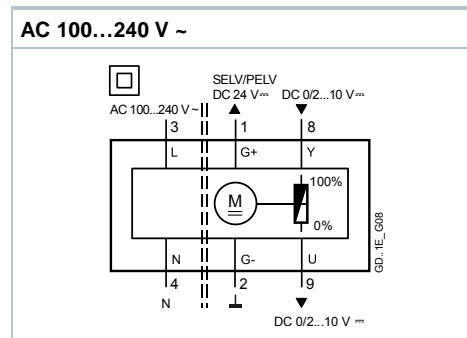 AC 100…240 V ~
SELV/PELV
DC 24 V⎓ DC 0/2...10 V⎓
AC 100...240 V~
3 1 8
L G+ Y
100%
M
0%
N G- U
4 2 9
N
DC 0/2...10 V ⎓
GD..1E_G08